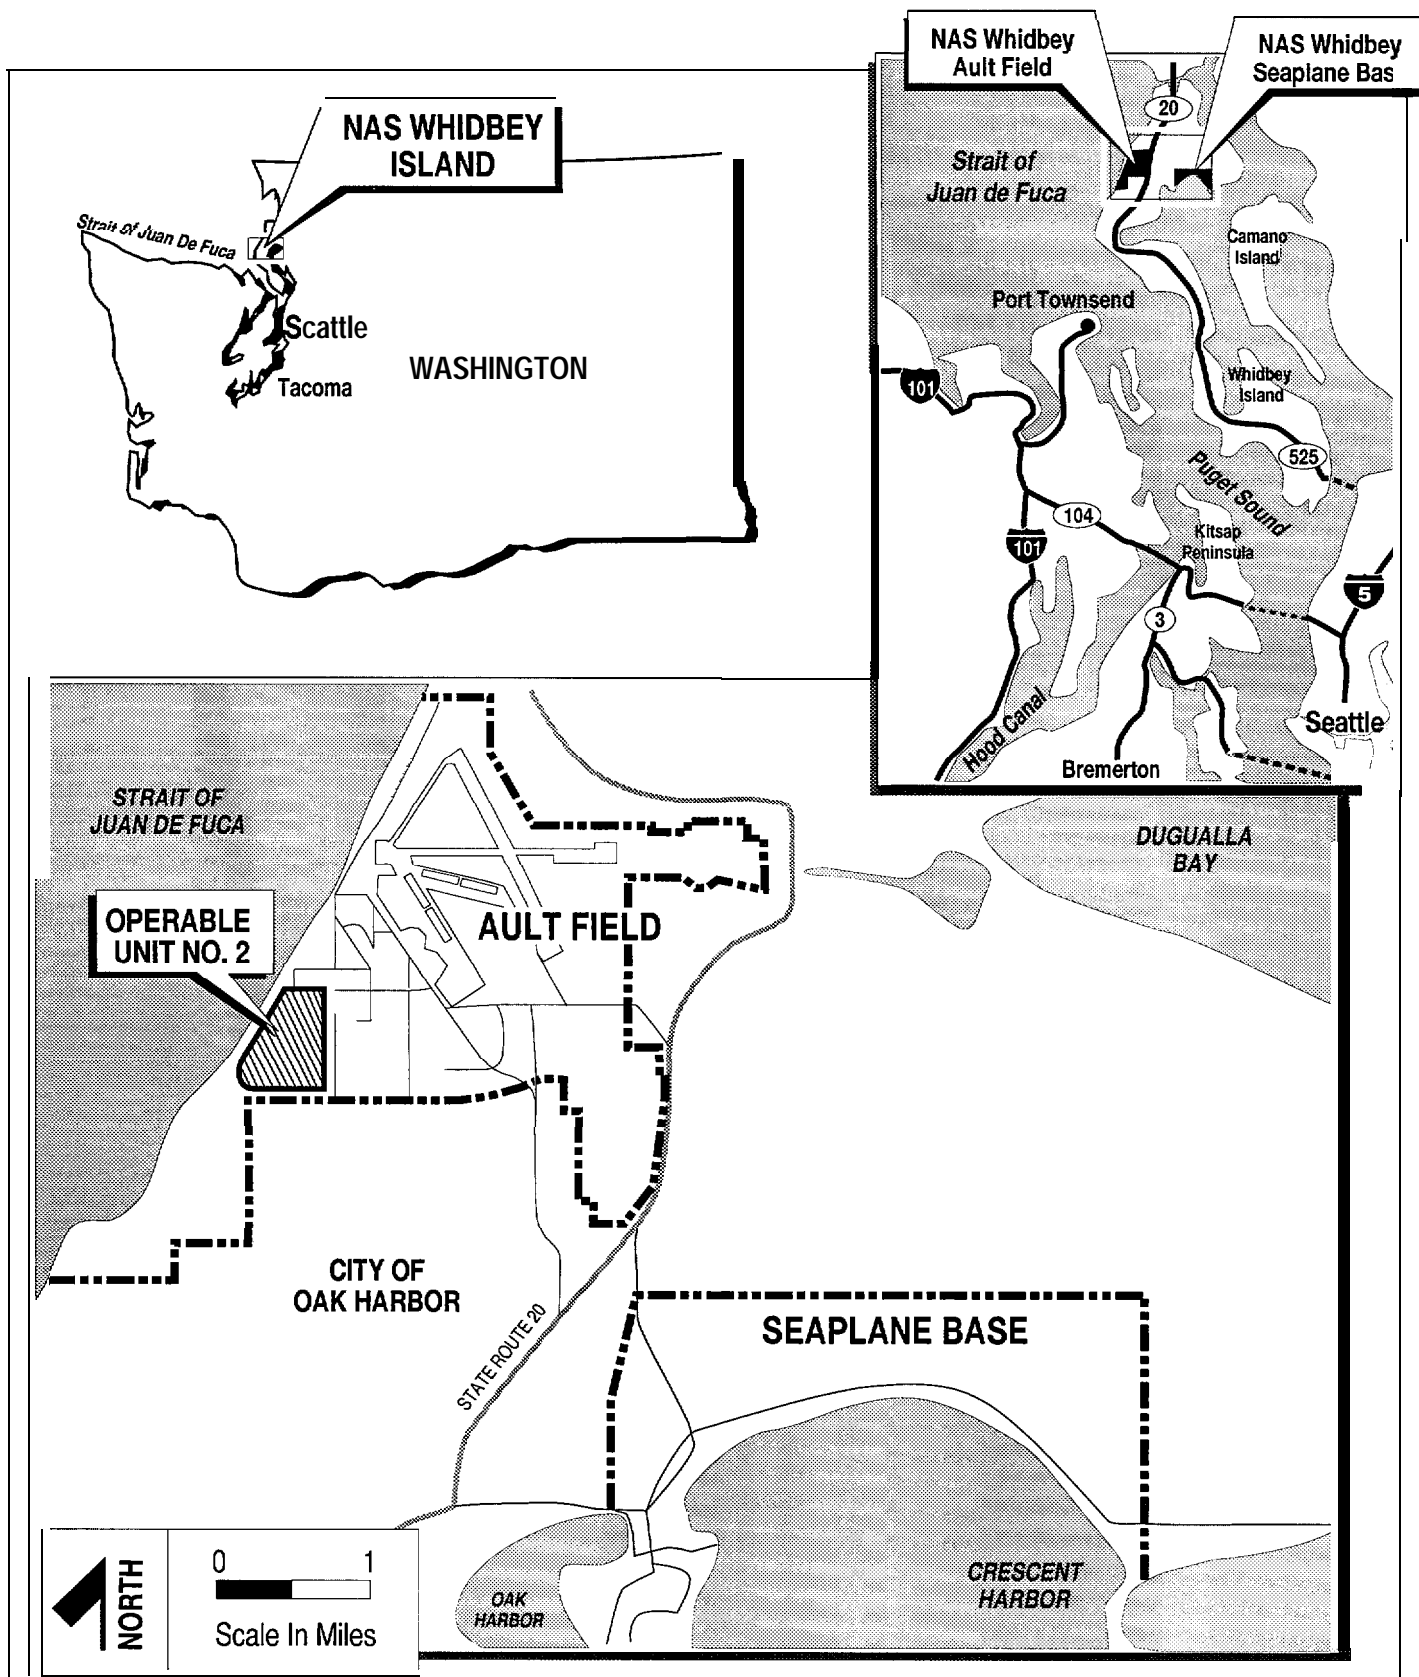 NAS WHIDBEY
ISLAND
Strait of Juan De Fuca
Scattle
Tacoma
WASHINGTON
NAS Whidbey
Ault Field
NAS Whidbey
Seaplane Bas
20
Strait of
Juan de Fuca
Camano
Island
Port Townsend
101
Whidbey
Island
525
Puget Sound
104
Kitsap
Peninsula
101
5
3
Hood Canal
Seattle
Bremerton
STRAIT OF
JUAN DE FUCA
DUGUALLA
BAY
OPERABLE
UNIT NO. 2
AULT FIELD
CITY OF
OAK HARBOR
STATE ROUTE 20
SEAPLANE BASE
CRESCENT
HARBOR
OAK
HARBOR
NORTH
0 1
Scale In Miles